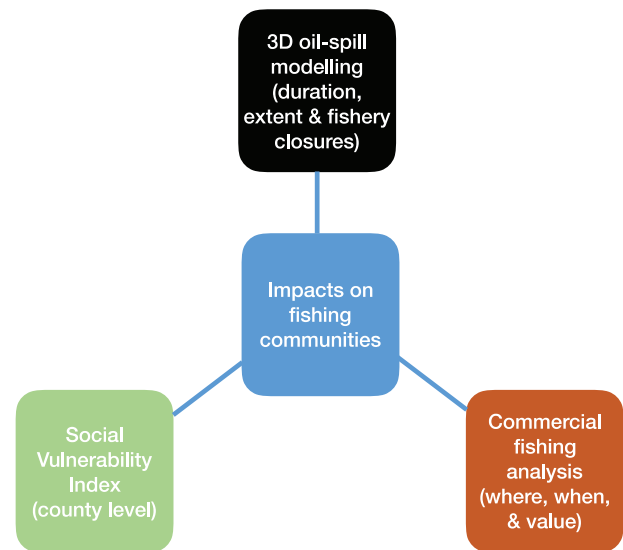 3D oil-spill
modelling
(duration,
extent & fishery
closures)
Impacts on
fishing
communities
Social
Vulnerability
Index
(county level)
Commercial
fishing
analysis
(where, when,
& value)